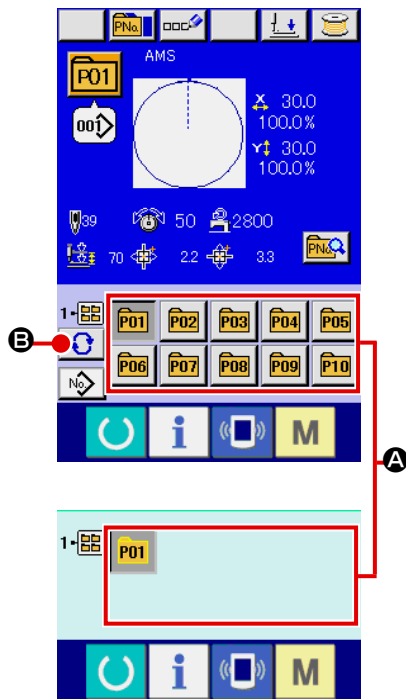 PNo.
AMS
P01
001
X 30.0
100.0%
Y 30.0
100.0%
39 50 2800
70 2.2 3.3 PNo.
1
P01 P02 P03 P04 P05
B
P06 P07 P08 P09 P10
No.
i M
A
1
P01
i M